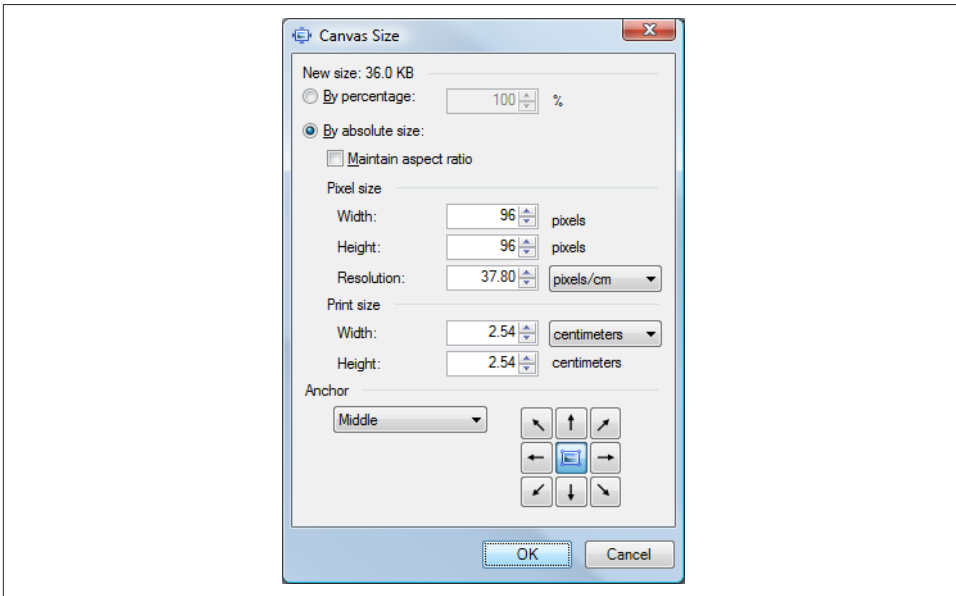 Canvas Size
New size: 36.0 KB
By percentage: 100 %
By absolute size:
Maintain aspect ratio
Pixel size
Width: 96 pixels
Height: 96 pixels
Resolution: 37.80 pixels/cm
Print size
Width: 2.54 centimeters
Height: 2.54 centimeters
Anchor
Middle
OK Cancel